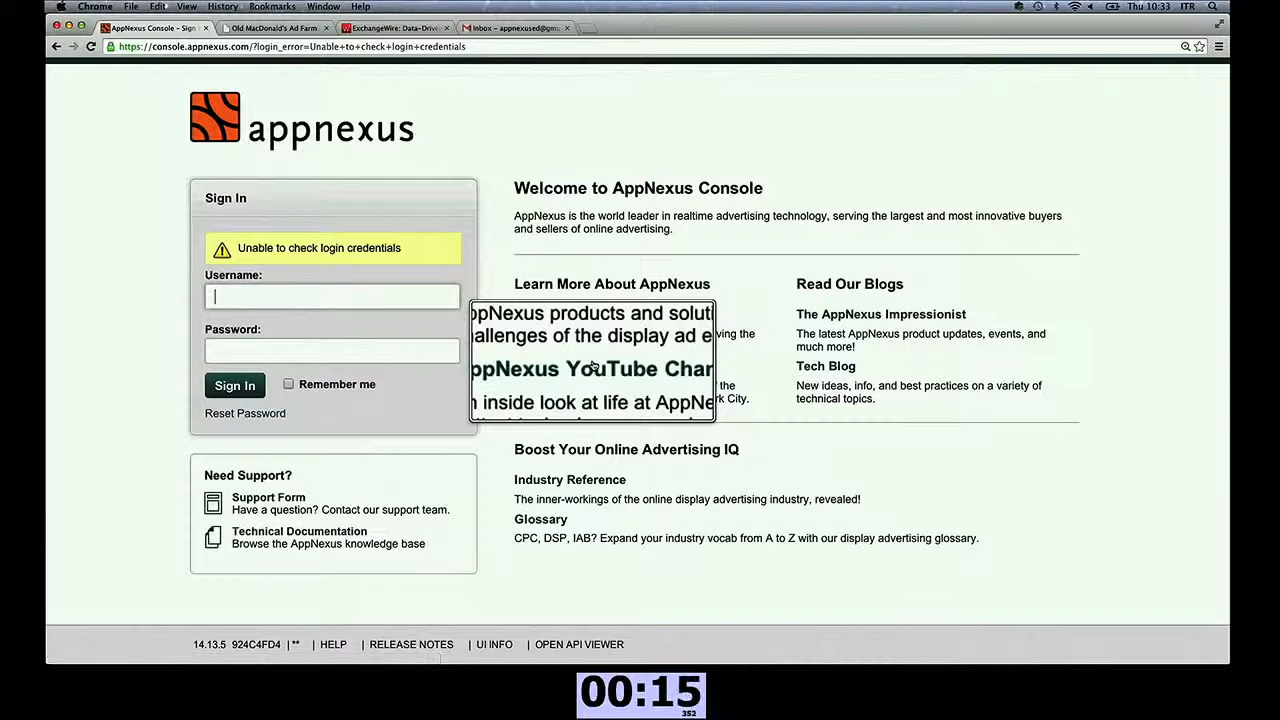 Chrome File Edit View History Bookmarks Window Help Thu 10:33 ITR
AppNexus Console – Sign
Old MacDonald's Ad Farm
ExchangeWire: Data-Drive
Inbox – appnexused@gm
https://console.appnexus.com/?login_error=Unable+to+check+login+credentials
appnexus
Sign In
Unable to check login credentials
Username:
Password:
Sign In
Remember me
Reset Password
Need Support?
Support Form
Have a question? Contact our support team.
Technical Documentation
Browse the AppNexus knowledge base
Welcome to AppNexus Console
AppNexus is the world leader in realtime advertising technology, serving the largest and most innovative buyers
and sellers of online advertising.
Learn More About AppNexus
ppNexus products and soluti
ving the
allenges of the display ad e
ppNexus YouTube Chan
of the
n inside look at life at AppNe
rk City.
Read Our Blogs
The AppNexus Impressionist
The latest AppNexus product updates, events, and
much more!
Tech Blog
New ideas, info, and best practices on a variety of
technical topics.
Boost Your Online Advertising IQ
Industry Reference
The inner-workings of the online display advertising industry, revealed!
Glossary
CPC, DSP, IAB? Expand your industry vocab from A to Z with our display advertising glossary.
14.13.5 924C4FD4 | ** | HELP | RELEASE NOTES | UI INFO | OPEN API VIEWER
00:15
352